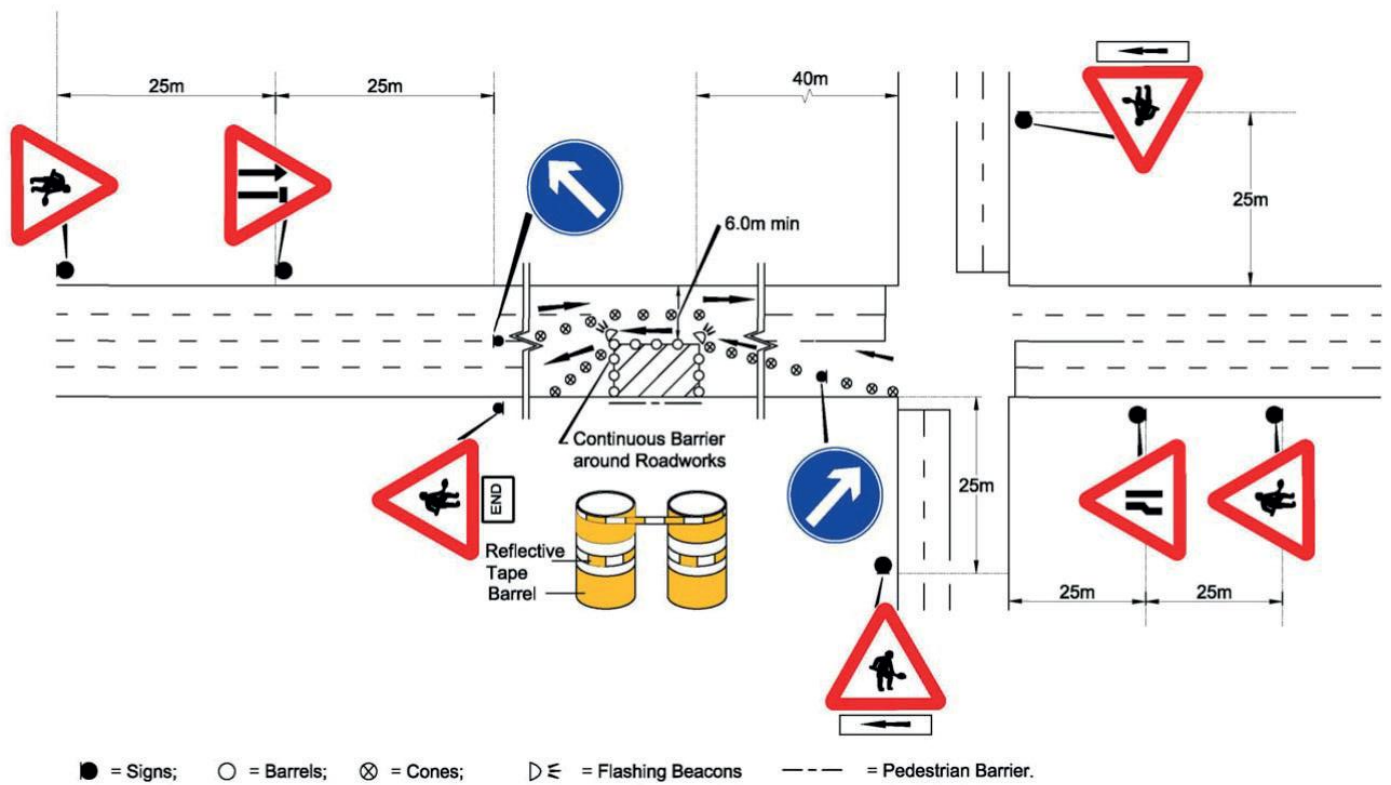 25m
25m
40m
25m
6.0m min
Continuous Barrier
around Roadworks
END
Reflective
Tape
Barrel
25m
25m
25m
= Signs;
= Barrels;
= Cones;
= Flashing Beacons
= Pedestrian Barrier.